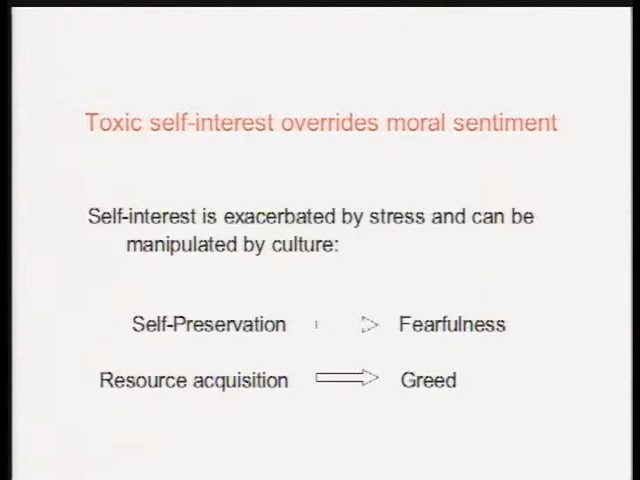 Toxic self-interest overrides moral sentiment
Self-interest is exacerbated by stress and can be
manipulated by culture:
Self-Preservation Fearfulness
Resource acquisition Greed